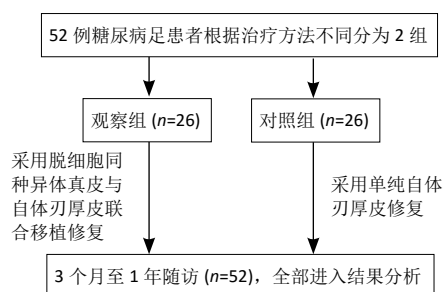 52 例糖尿病足患者根据治疗方法不同分为 2 组
观察组 (n=26)
对照组 (n=26)
采用脱细胞同
种异体真皮与
自体刃厚皮联
合移植修复
采用单纯自体
刃厚皮修复
3 个月至 1 年随访 (n=52)，全部进入结果分析